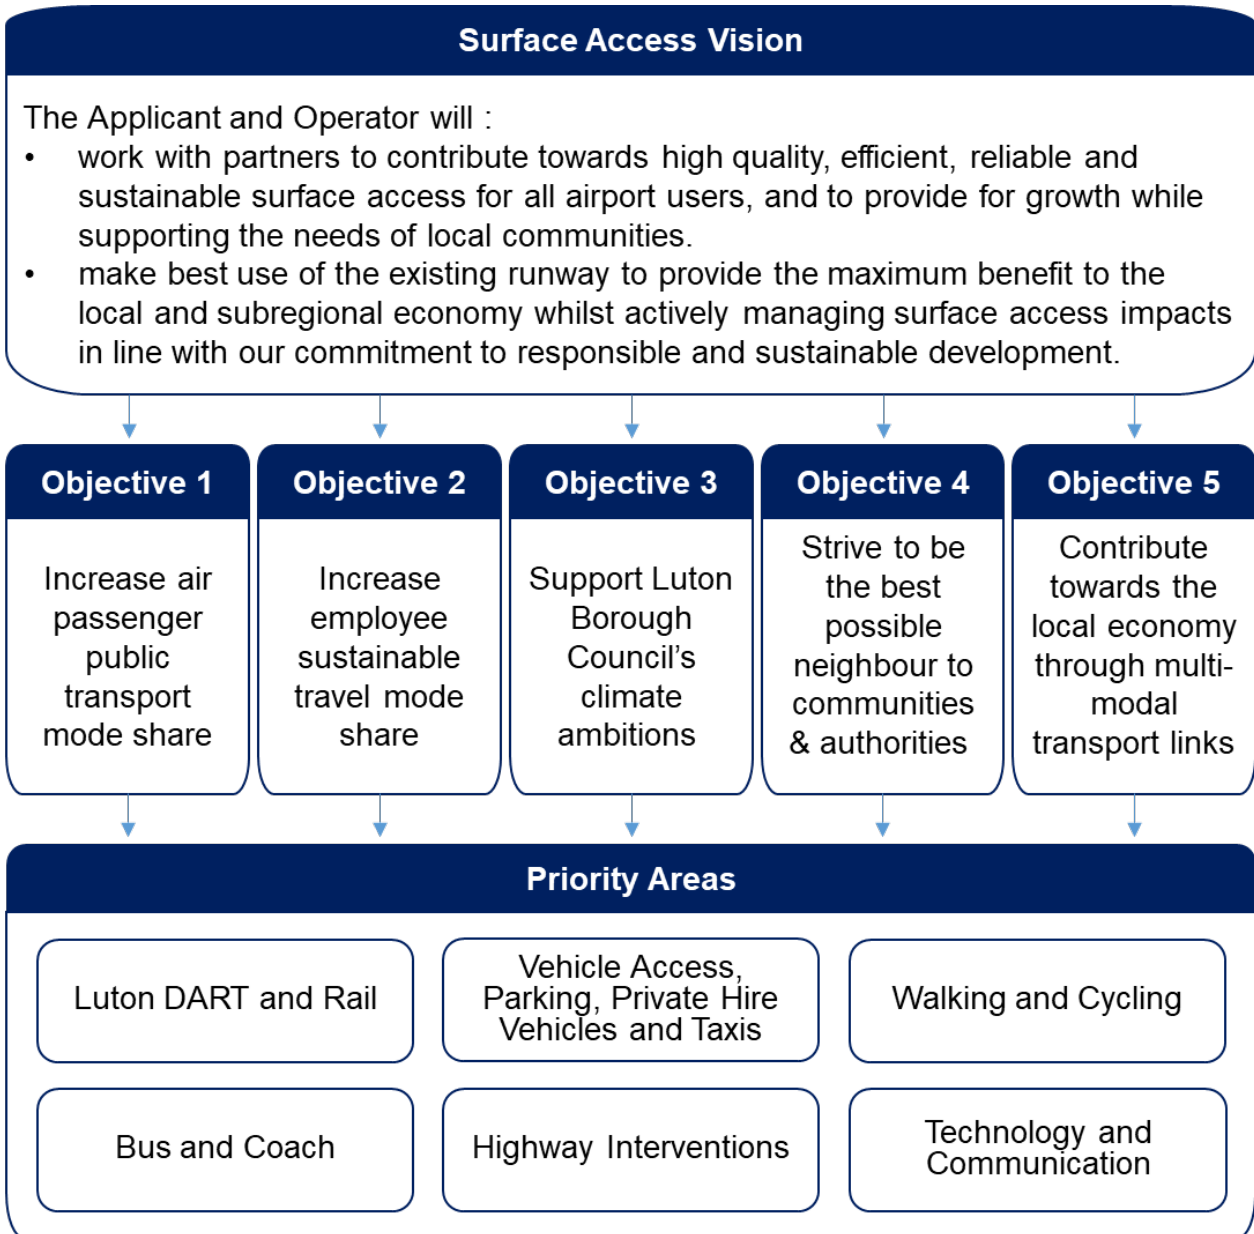 Surface Access Vision
The Applicant and Operator will :
• work with partners to contribute towards high quality, efficient, reliable and
sustainable surface access for all airport users, and to provide for growth while
supporting the needs of local communities.
• make best use of the existing runway to provide the maximum benefit to the
local and subregional economy whilst actively managing surface access impacts
in line with our commitment to responsible and sustainable development.
Objective 1
Increase air
passenger
public
transport
mode share
Objective 2
Increase
employee
sustainable
travel mode
share
Objective 3
Support Luton
Borough
Council’s
climate
ambitions
Objective 4
Strive to be
the best
possible
neighbour to
communities
& authorities
Objective 5
Contribute
towards the
local economy
through multi-
modal
transport links
Priority Areas
Luton DART and Rail
Vehicle Access,
Parking, Private Hire
Vehicles and Taxis
Walking and Cycling
Bus and Coach
Highway Interventions
Technology and
Communication